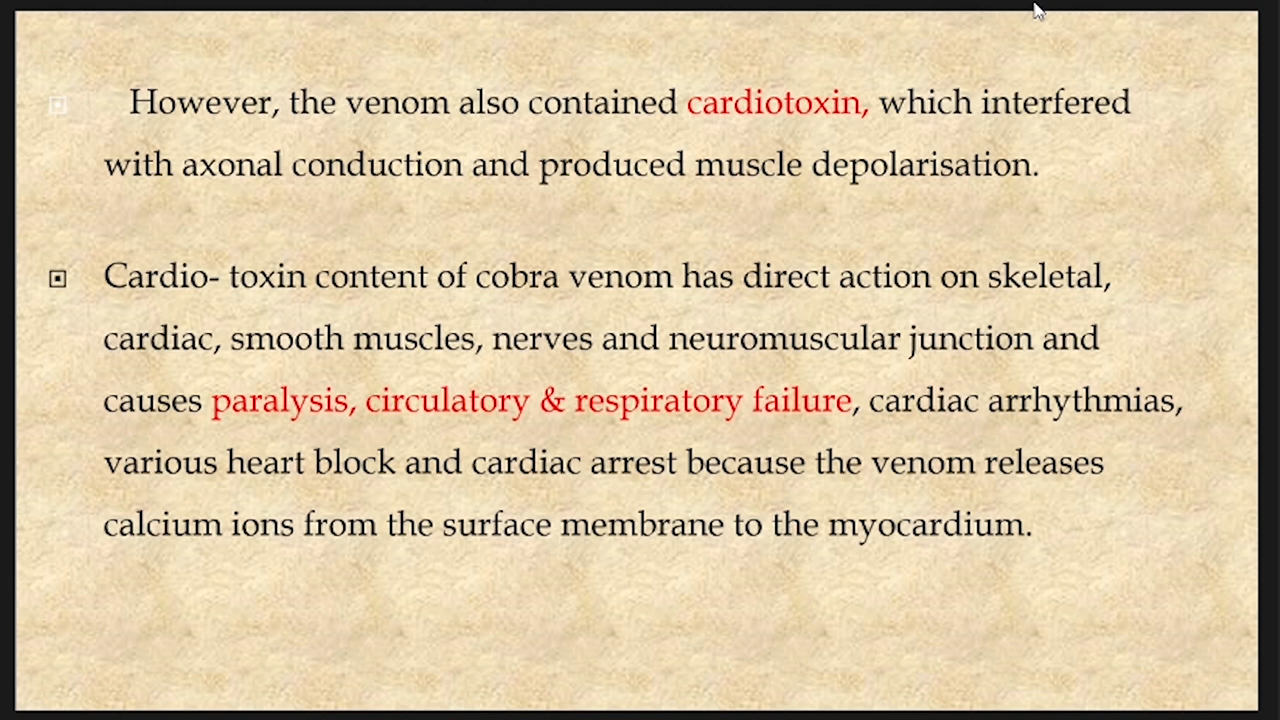 However, the venom also contained cardiotoxin, which interfered
with axonal conduction and produced muscle depolarisation.
Cardio- toxin content of cobra venom has direct action on skeletal,
cardiac, smooth muscles, nerves and neuromuscular junction and
causes paralysis, circulatory & respiratory failure, cardiac arrhythmias,
various heart block and cardiac arrest because the venom releases
calcium ions from the surface membrane to the myocardium.